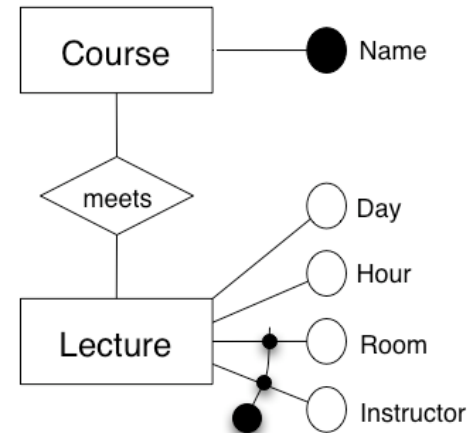 Course
Name
meets
Day
Hour
Lecture
Room
Instructor